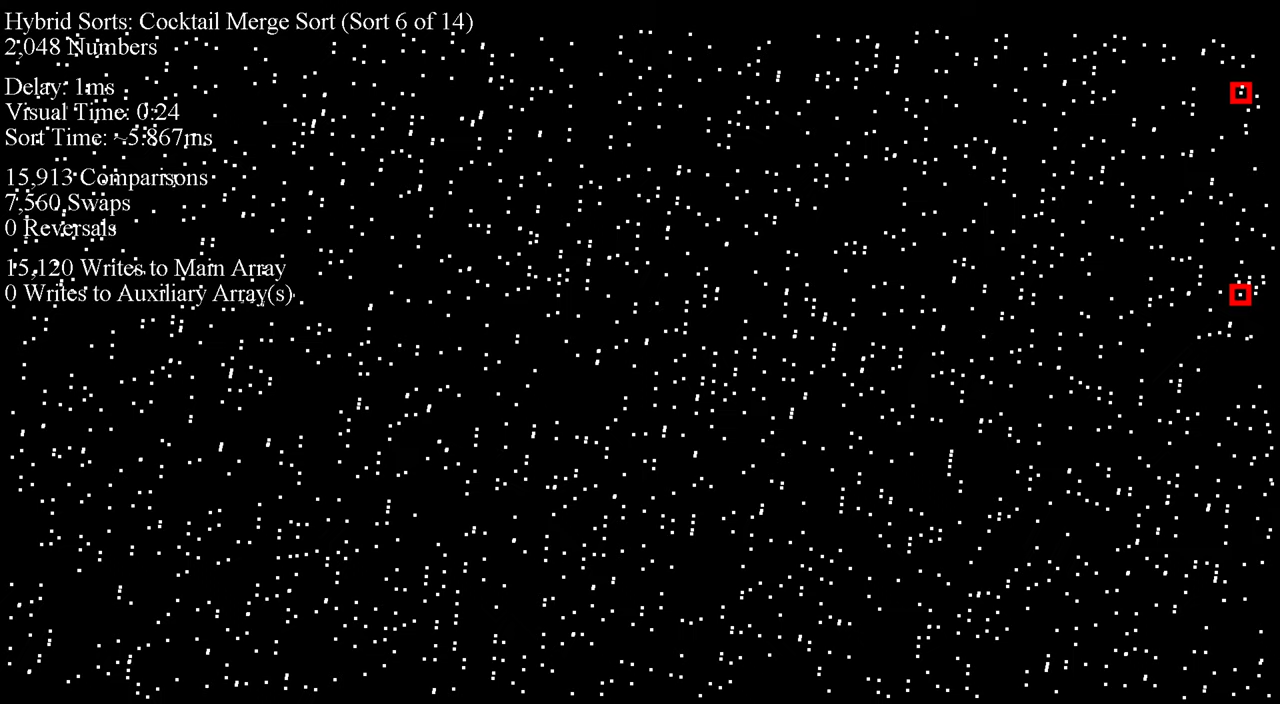 Hybrid Sorts: Cocktail Merge Sort (Sort 6 of 14)
2,048 Numbers
Delay: 1ms
Visual Time: 0:24
Sort Time: ~5.867ms
15,913 Comparisons
7,560 Swaps
0 Reversals
15,120 Writes to Main Array
0 Writes to Auxiliary Array(s)